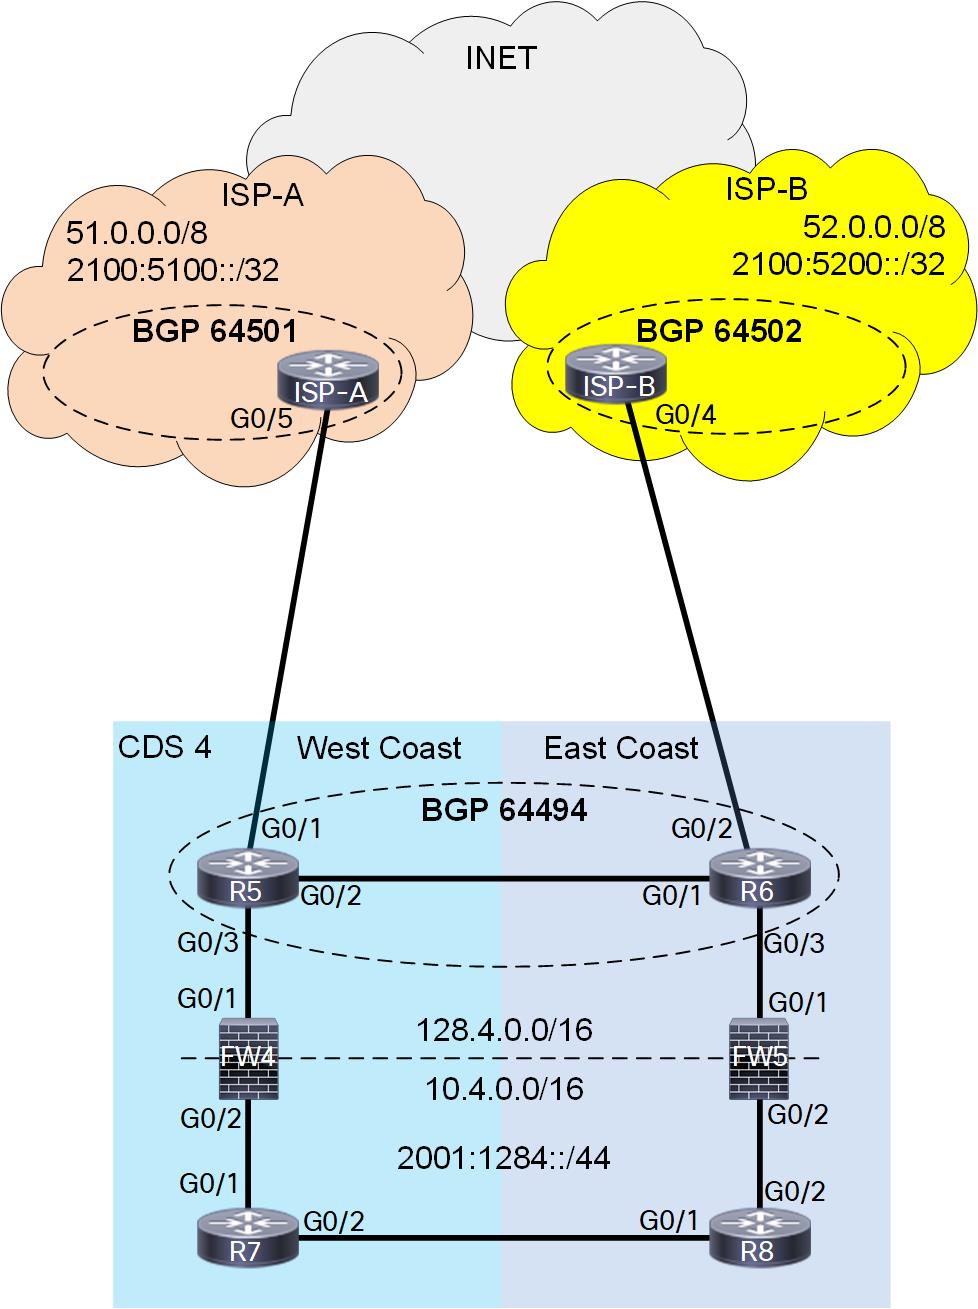 INET
ISP-A
51.0.0.0/8
2100:5100::/32
BGP 64501
ISP-A
G0/5
ISP-B
52.0.0.0/8
2100:5200::/32
BGP 64502
ISP-B
G0/4
CDS 4
West Coast
East Coast
BGP 64494
G0/1
G0/2
R5
G0/2
G0/1
R6
G0/3
G0/3
G0/1
G0/1
128.4.0.0/16
FW4
FW5
10.4.0.0/16
G0/2
G0/2
2001:1284::/44
G0/1
G0/2
R7
G0/2
G0/1
R8